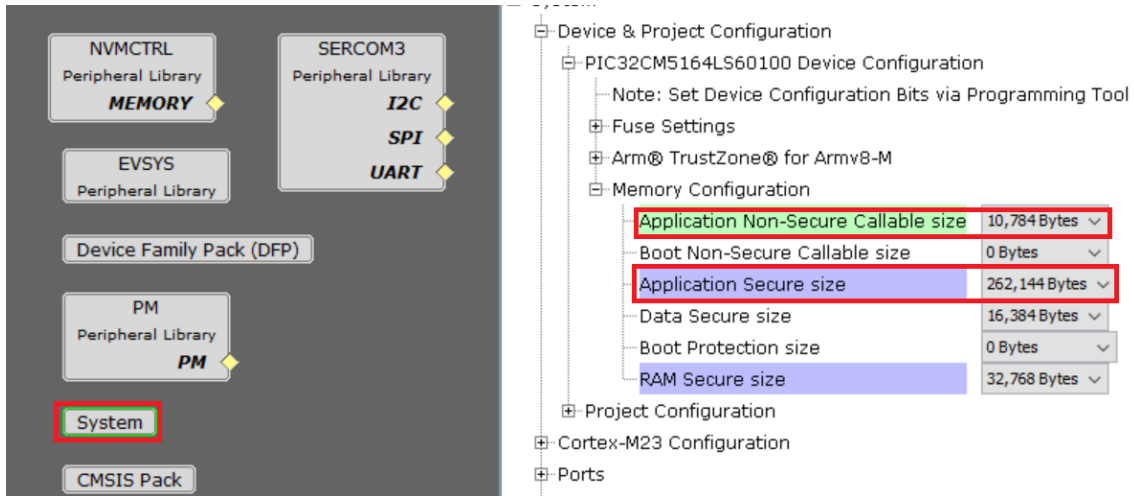 NVMCTRL
Peripheral Library
MEMORY
SERCOM3
Peripheral Library
I2C
SPI
UART
EVSYS
Peripheral Library
Device Family Pack (DFP)
PM
Peripheral Library
PM
System
CMSIS Pack
Device & Project Configuration
PIC32CM5164LS60100 Device Configuration
Note: Set Device Configuration Bits via Programming Tool
Fuse Settings
Arm® TrustZone® for Armv8-M
Memory Configuration
Application Non-Secure Callable size 10,784 Bytes
Boot Non-Secure Callable size 0 Bytes
Application Secure size 262,144 Bytes
Data Secure size 16,384 Bytes
Boot Protection size 0 Bytes
RAM Secure size 32,768 Bytes
Project Configuration
Cortex-M23 Configuration
Ports